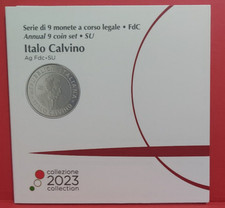 Serie di 9 monete a corso legale • FdC
Annual 9 coin set • SU
Italo Calvino
Ag Fdc•SU
collezione
2023
collection